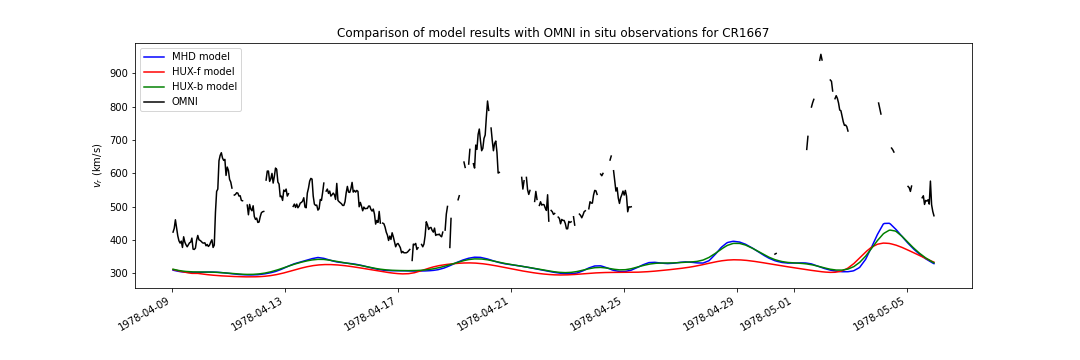 Comparison of model results with OMNI in situ observations for CR1667
MHD model
HUX-f model
HUX-b model
OMNI
900
800
700
600
500
400
300
vᵣ (km/s)
1978-04-09
1978-04-13
1978-04-17
1978-04-21
1978-04-25
1978-04-29
1978-05-01
1978-05-05